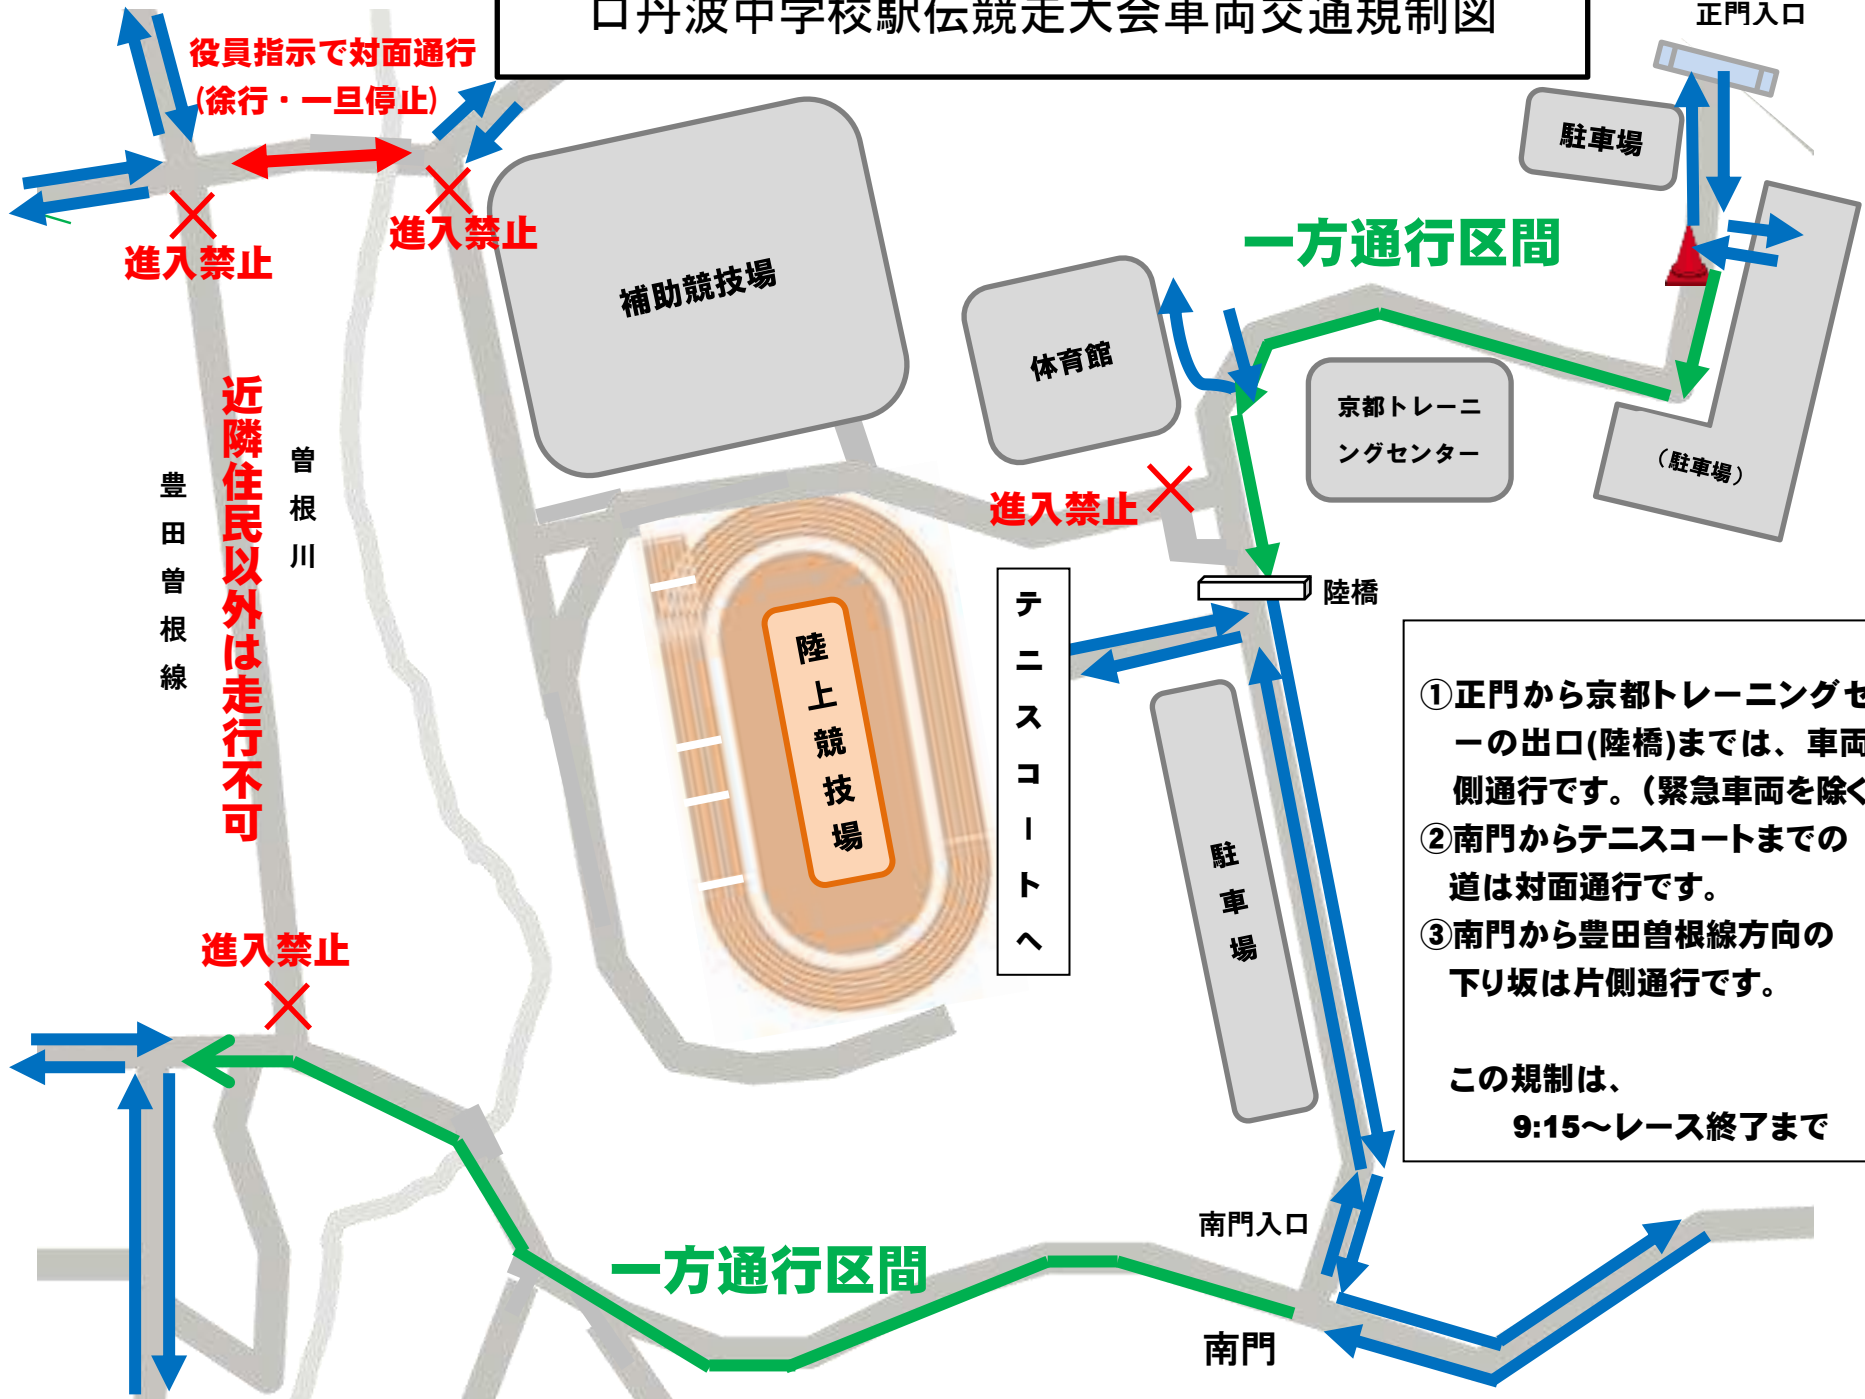 口丹波中学校駅伝競走大会車両交通規制図
正門入口
役員指示で対面通行
(徐行・一旦停止)
駐車場
進入禁止
進入禁止
一方通行区間
補助競技場
体育館
京都トレーニ
ングセンター
(駐車場)
近隣住民以外は走行不可
曽根川
豊田曽根線
進入禁止
陸橋
テニスコートへ
陸上競技場
駐車場
①正門から京都トレーニングセ
ーの出口(陸橋)までは、車両
側通行です。(緊急車両を除く
②南門からテニスコートまでの
道は対面通行です。
③南門から豊田曽根線方向の
下り坂は片側通行です。
この規制は、
9:15～レース終了まで
進入禁止
南門入口
一方通行区間
南門